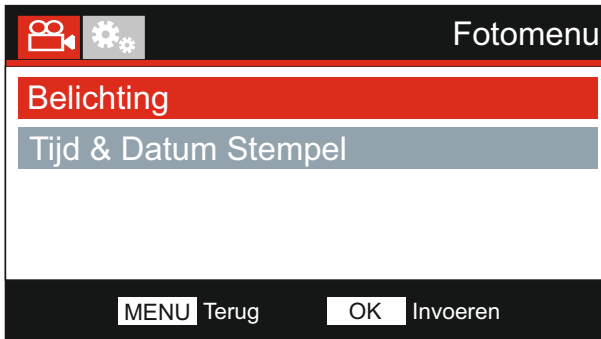 Fotomenu
Belichting
Tijd & Datum Stempel
MENU Terug OK Invoeren